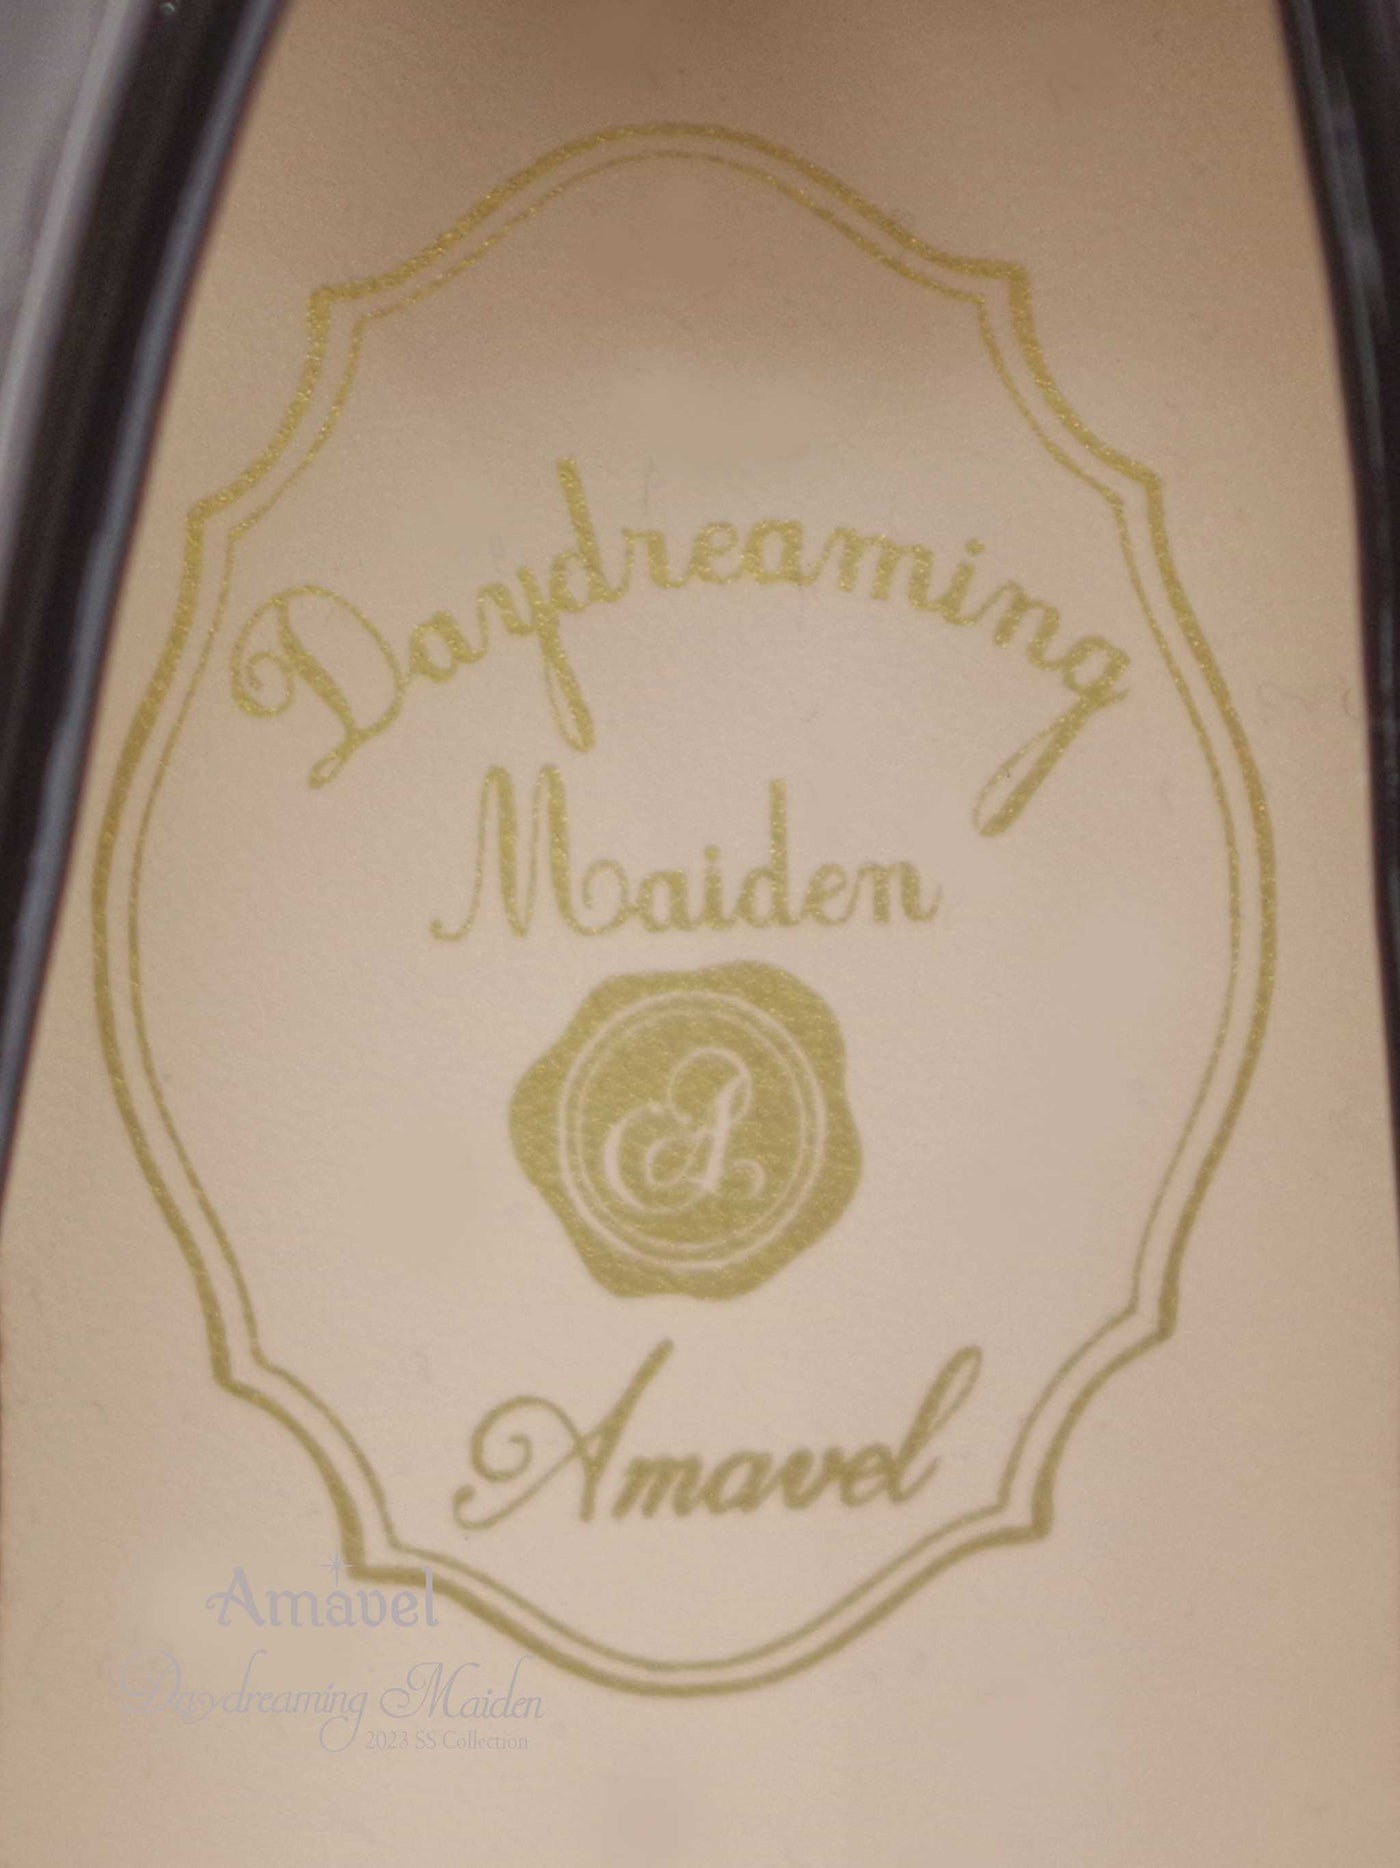 Daydreaming
Maiden
A
Amavel
Amavel
Daydreaming Maiden
2023 SS Collection